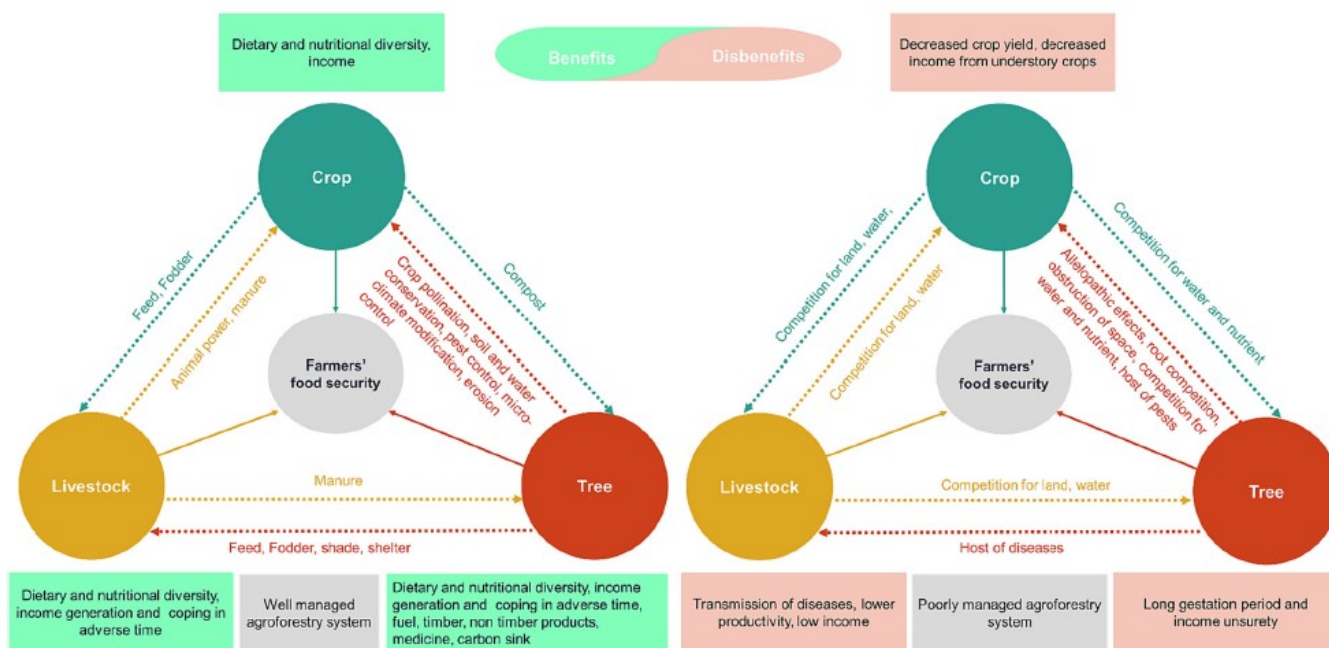 Dietary and nutritional diversity,
income
Benefits
Disbenefits
Decreased crop yield, decreased
income from understory crops
Crop
Feed, Fodder
Animal power, manure
Crop pollination, soil and water
conservation, pest control, micro-
climate modification, erosion
control
Compost
Farmers'
food security
Livestock
Manure
Tree
Feed, Fodder, shade, shelter
Dietary and nutritional diversity,
income generation and coping in
adverse time
Well managed
agroforestry system
Dietary and nutritional diversity, income
generation and coping in adverse time,
fuel, timber, non timber products,
medicine, carbon sink
Crop
Competition for land, water,
Competition for land, water
Allelopathic effects, root competition,
obstruction of space, competition for
water and nutrient, host of pests
Competition for water and nutrient
Farmers'
food security
Livestock
Competition for land, water
Tree
Host of diseases
Transmission of diseases, lower
productivity, low income
Poorly managed agroforestry
system
Long gestation period and
income unsurety